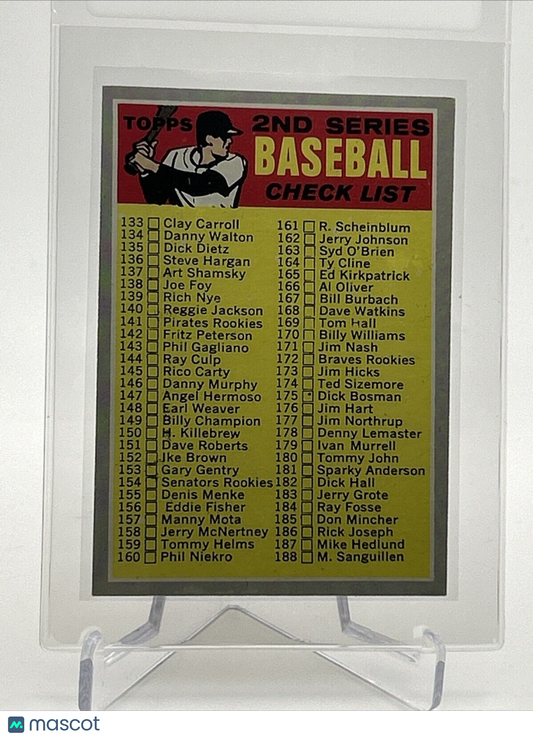 TOPPS
2ND SERIES
BASEBALL
CHECK LIST
133 Clay Carroll
134 Danny Walton
135 Dick Dietz
136 Steve Hargan
137 Art Shamsky
138 Joe Foy
139 Rich Nye
140 Reggie Jackson
141 Pirates Rookies
142 Fritz Peterson
143 Phil Gagliano
144 Ray Culp
145 Rico Carty
146 Danny Murphy
147 Angel Hermoso
148 Earl Weaver
149 Billy Champion
150 H. Killebrew
151 Dave Roberts
152 Ike Brown
153 Gary Gentry
154 Senators Rookies
155 Denis Menke
156 Eddie Fisher
157 Manny Mota
158 Jerry McNertney
159 Tommy Helms
160 Phil Niekro
161 R. Scheinblum
162 Jerry Johnson
163 Syd O'Brien
164 Ty Cline
165 Ed Kirkpatrick
166 Al Oliver
167 Bill Burbach
168 Dave Watkins
169 Tom Hall
170 Billy Williams
171 Jim Nash
172 Braves Rookies
173 Jim Hicks
174 Ted Sizemore
175 Dick Bosman
176 Jim Hart
177 Jim Northrup
178 Denny Lemaster
179 Ivan Murrell
180 Tommy John
181 Sparky Anderson
182 Dick Hall
183 Jerry Grote
184 Ray Fosse
185 Don Mincher
186 Rick Joseph
187 Mike Hedlund
188 M. Sanguillen
mascot